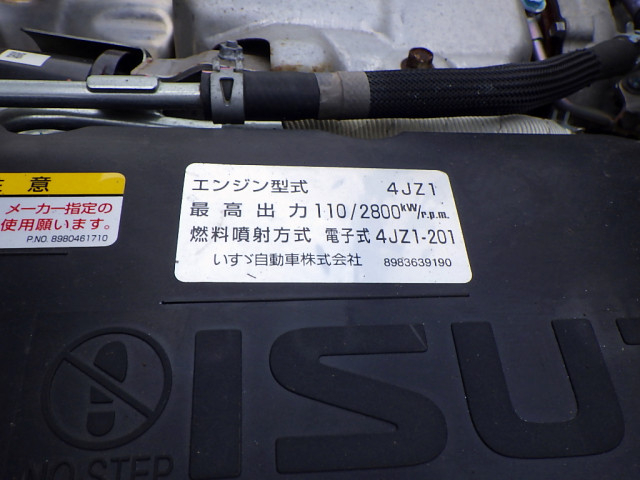 注意
メーカー指定の
使用願います。
P.NO. 8980461710
エンジン型式 4JZ1
最高出力 110/2800kW/r.p.m.
燃料噴射方式 電子式 4JZ1-201
いすゞ自動車株式会社 8983639190
ISU
NO STEP